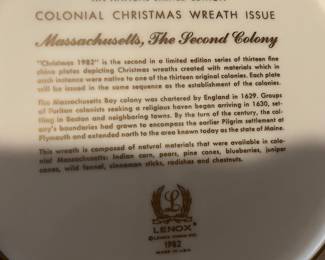 COLONIAL CHRISTMAS WREATH ISSUE
Massachusetts, The Second Colony
"Christmas 1982" is the second in a limited edition series of thirteen fine
china plates depicting Christmas wreaths created with materials which in
each instance were native to one of the thirteen original colonies. Each plate
will be issued in the same sequence as the establishment of the colonies.
The Massachusetts Bay colony was chartered by England in 1629. Groups
of Puritan colonists seeking a religious haven began arriving in 1630, set-
tling in Boston and neighboring towns. By the turn of the century, the col-
ony's boundaries had grown to encompass the earlier Pilgrim settlement at
Plymouth and extended north to the area known today as the state of Maine.
This wreath is composed of natural materials that were available in colo-
nial Massachusetts: Indian corn, pears, pine cones, blueberries, juniper
cones, wild fennel, cinnamon sticks, radishes and chestnuts.
L
LENOX®
1982
MADE IN U.S.A.